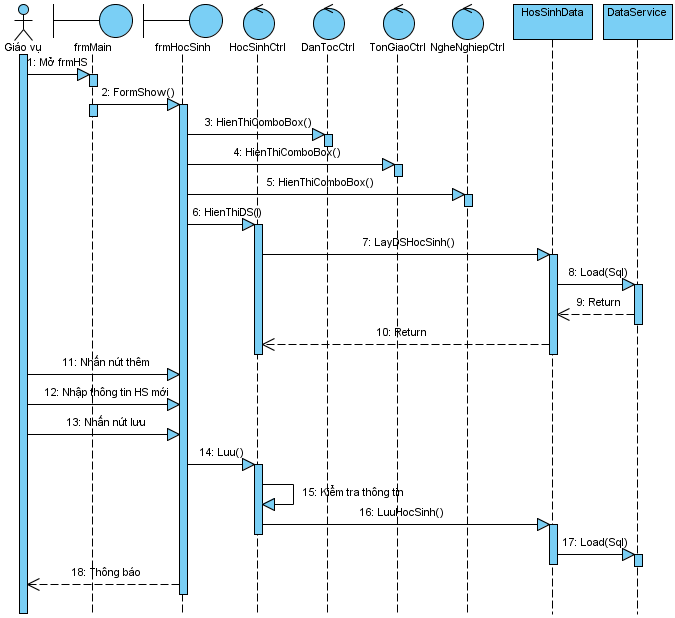 Giáo vụ
frmMain
frmHocSinh
HocSinhCtrl
DanTocCtrl
TonGiaoCtrl
NgheNghiepCtrl
HosSinhData
DataService
1: Mở frmHS
2: FormShow()
3: HienThiComboBox()
4: HienThiComboBox()
5: HienThiComboBox()
6: HienThiDS()
7: LayDSHocSinh()
8: Load(Sql)
9: Return
10: Return
11: Nhấn nút thêm
12: Nhập thông tin HS mới
13: Nhấn nút lưu
14: Luu()
15: Kiểm tra thông tin
16: LuuHocSinh()
17: Load(Sql)
18: Thông báo